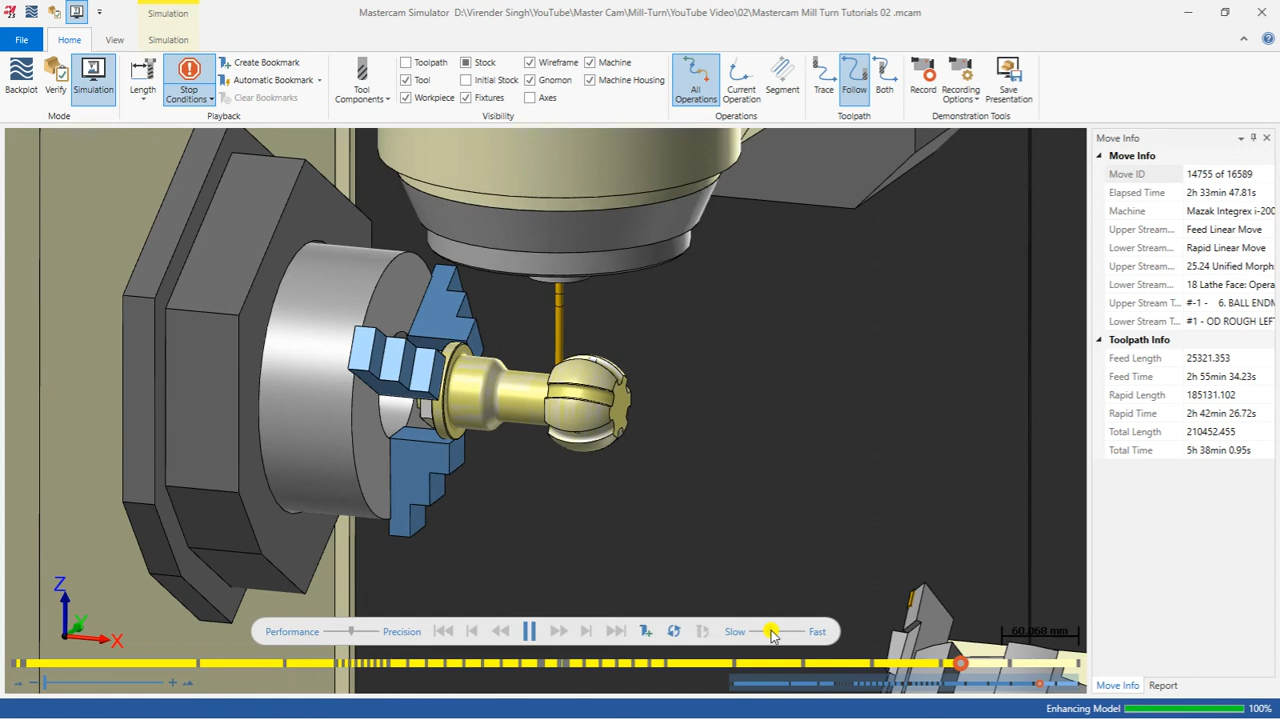 Simulation
Mastercam Simulator  D:\Virender Singh\YouTube\Master Cam\Mill-Turn\YouTube Video\02\Mastercam Mill Turn Tutorials 02 .mcam
File
Home
View
Simulation
Backplot
Verify
Simulation
Mode
Length
Stop
Conditions
Create Bookmark
Automatic Bookmark
Clear Bookmarks
Playback
Tool
Components
Toolpath
Tool
Workpiece
Stock
Initial Stock
Fixtures
Wireframe
Gnomon
Axes
Machine
Machine Housing
Visibility
All
Operations
Current
Operation
Segment
Operations
Trace
Follow
Both
Toolpath
Record
Recording
Options
Save
Presentation
Demonstration Tools
Move Info
Move Info
Move ID 14755 of 16589
Elapsed Time 2h 33min 47.81s
Machine Mazak Integrex i-200
Upper Stream... Feed Linear Move
Lower Stream... Rapid Linear Move
Upper Stream... 25.24 Unified Morph
Lower Stream... 18 Lathe Face: Opera
Upper Stream T... #-1 - 6. BALL ENDM
Lower Stream T... #1 - OD ROUGH LEFT
Toolpath Info
Feed Length 25321.353
Feed Time 2h 55min 34.23s
Rapid Length 185131.102
Rapid Time 2h 42min 26.72s
Total Length 210452.455
Total Time 5h 38min 0.95s
Z
Y
X
Performance
Precision
Slow
Fast
60.068 mm
Move Info
Report
Enhancing Model
100%